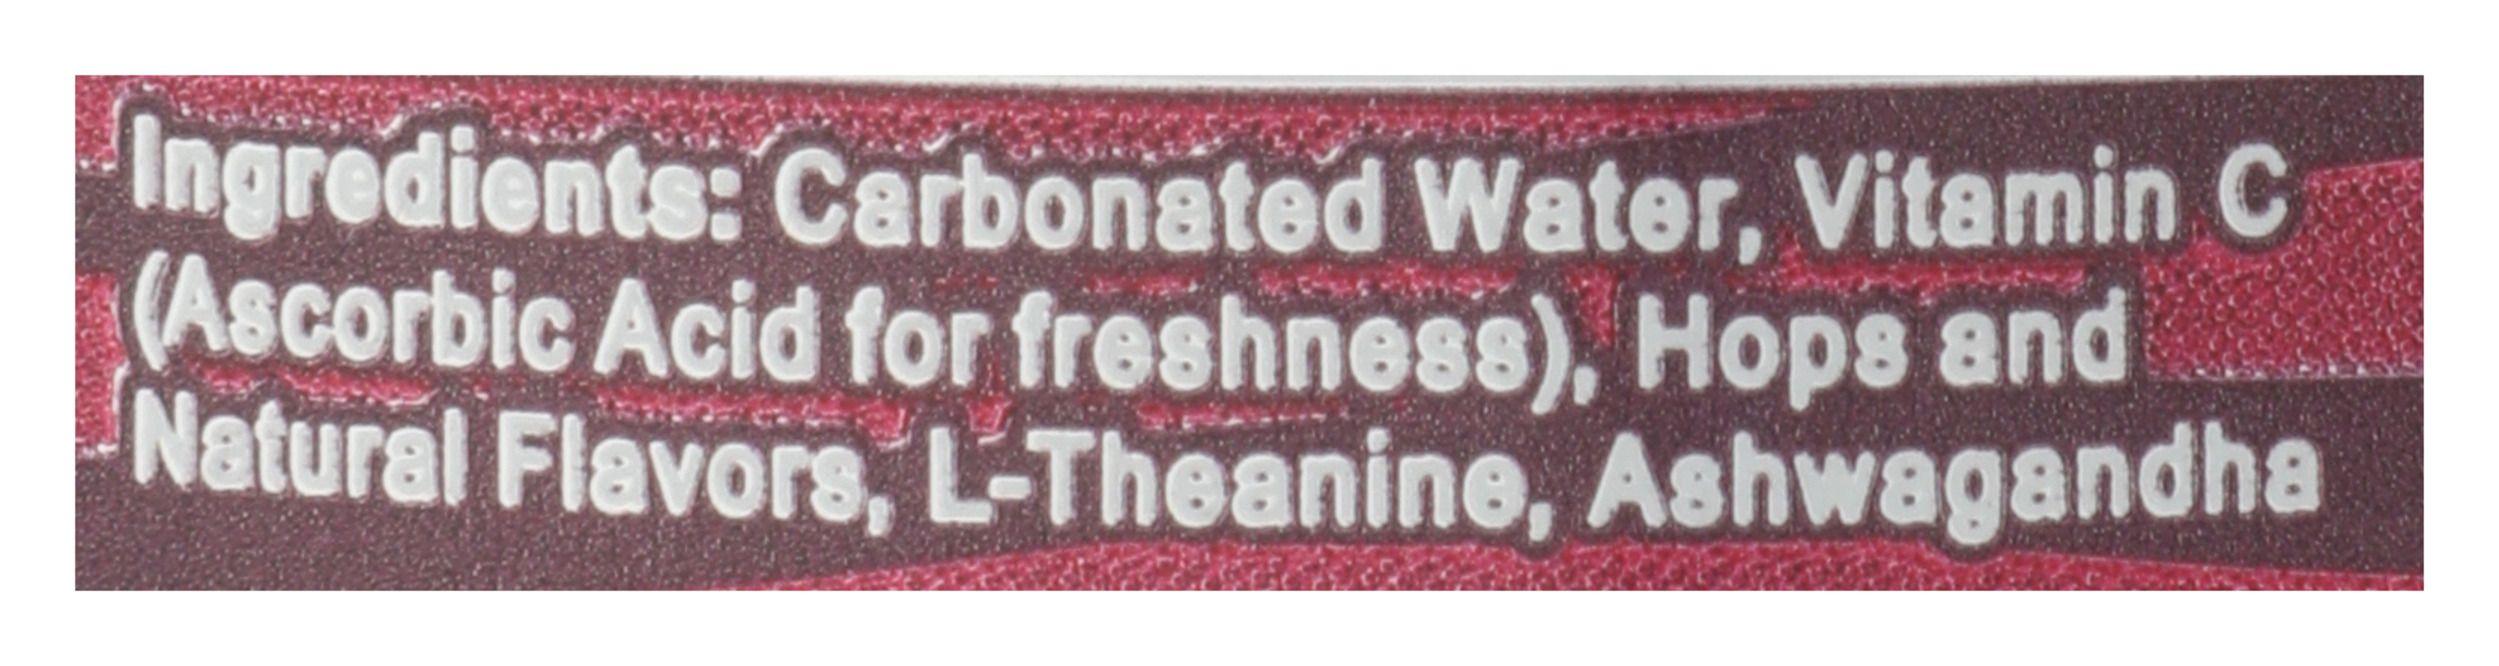 Ingredients: Carbonated Water, Vitamin C
(Ascorbic Acid for freshness), Hops and
Natural Flavors, L-Theanine, Ashwagandha